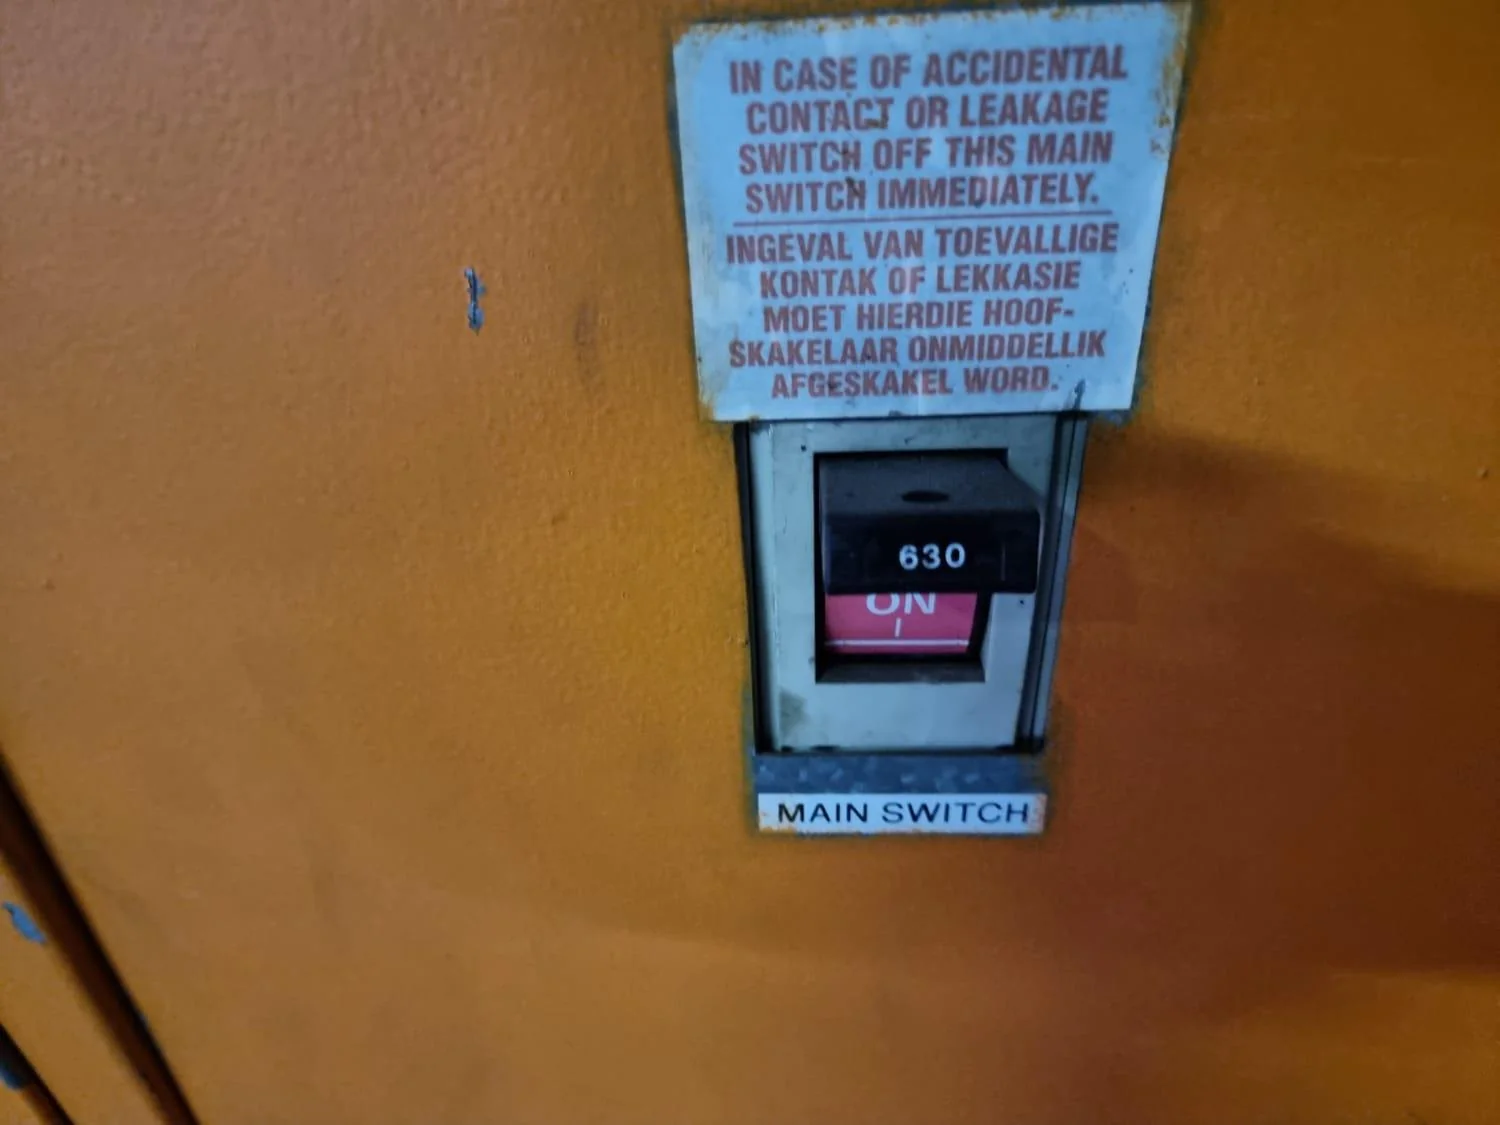 IN CASE OF ACCIDENTAL
CONTACT OR LEAKAGE
SWITCH OFF THIS MAIN
SWITCH IMMEDIATELY.
INGEVAL VAN TOEVALLIGE
KONTAK OF LEKKASIE
MOET HIERDIE HOOF-
SKAKELAAR ONMIDDELLIK
AFGESKAKEL WORD.
630
ON
I
MAIN SWITCH